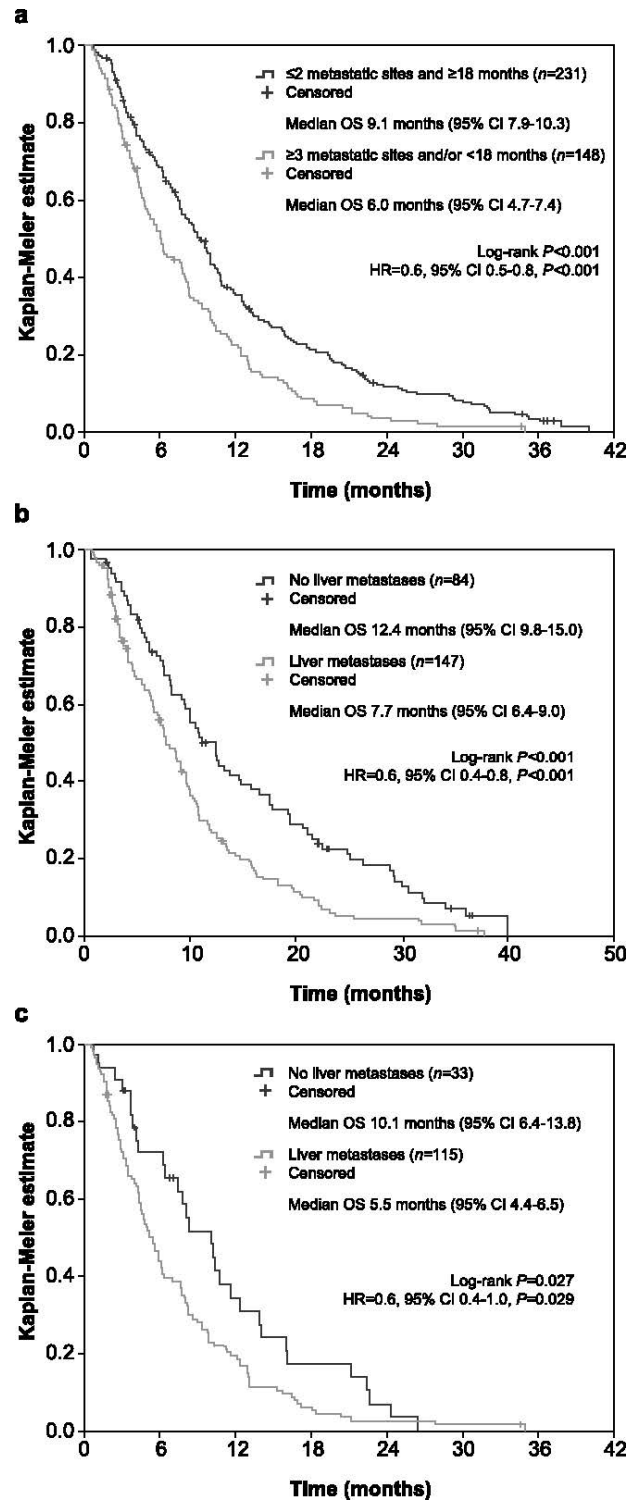 a
Kaplan-Meier estimate
1.0
0.8
0.6
0.4
0.2
0.0
≤2 metastatic sites and ≥18 months (n=231)
Censored
Median OS 9.1 months (95% CI 7.9-10.3)
≥3 metastatic sites and/or <18 months (n=148)
Censored
Median OS 6.0 months (95% CI 4.7-7.4)
Log-rank P<0.001
HR=0.6, 95% CI 0.5-0.8, P<0.001
0 6 12 18 24 30 36 42
Time (months)
b
Kaplan-Meier estimate
1.0
0.8
0.6
0.4
0.2
0.0
No liver metastases (n=84)
Censored
Median OS 12.4 months (95% CI 9.8-15.0)
Liver metastases (n=147)
Censored
Median OS 7.7 months (95% CI 6.4-9.0)
Log-rank P<0.001
HR=0.6, 95% CI 0.4-0.8, P<0.001
0 10 20 30 40 50
Time (months)
c
Kaplan-Meier estimate
1.0
0.8
0.6
0.4
0.2
0.0
No liver metastases (n=33)
Censored
Median OS 10.1 months (95% CI 6.4-13.8)
Liver metastases (n=115)
Censored
Median OS 5.5 months (95% CI 4.4-6.5)
Log-rank P=0.027
HR=0.6, 95% CI 0.4-1.0, P=0.029
0 6 12 18 24 30 36 42
Time (months)